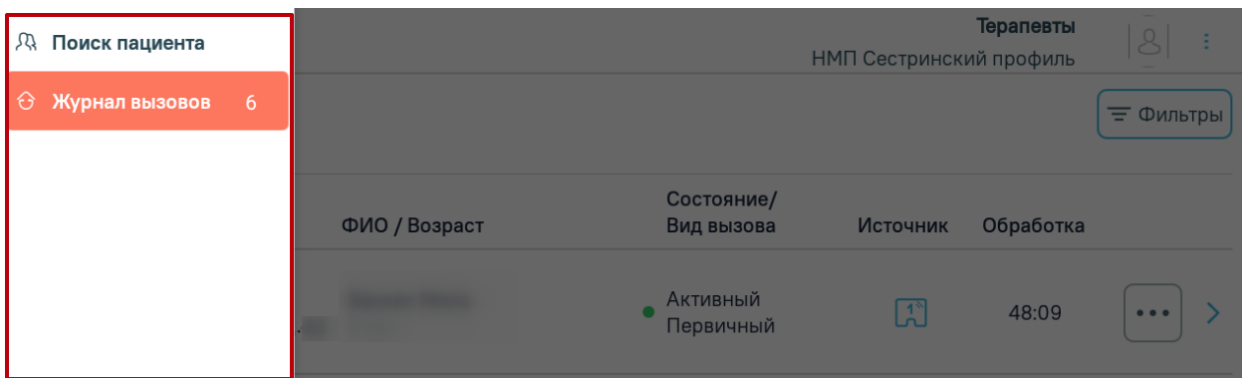 Поиск пациента
Журнал вызовов 6
Терапевты
НМП Сестринский профиль
Фильтры
ФИО / Возраст
Состояние/
Вид вызова
Источник
Обработка
Активный
Первичный
1
48:09